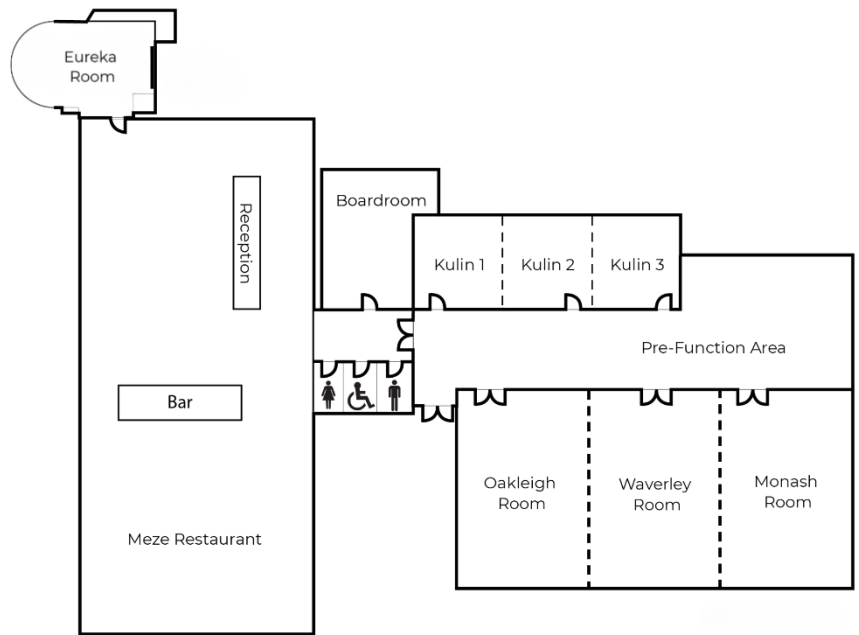 Eureka
Room
Reception
Boardroom
Kulin 1
Kulin 2
Kulin 3
Pre-Function Area
Bar
Oakleigh
Room
Waverley
Room
Monash
Room
Meze Restaurant